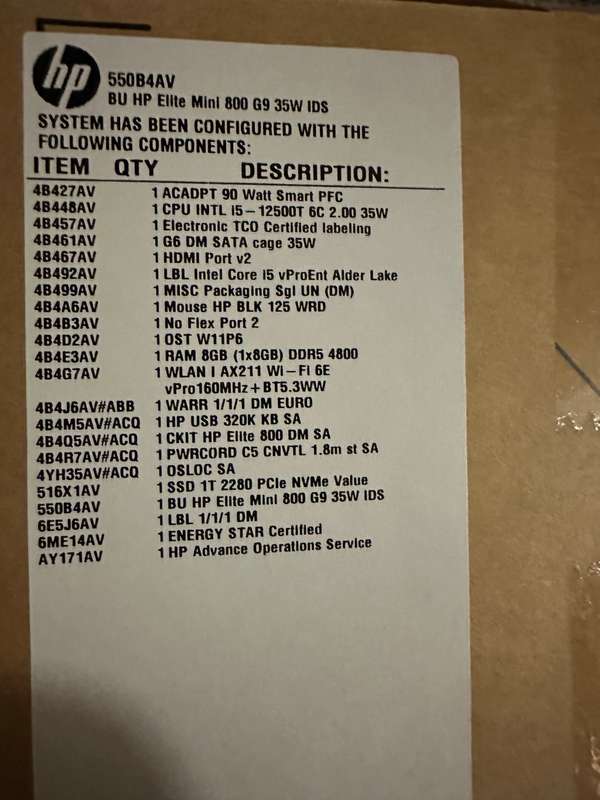 hp
550B4AV
BU HP Elite Mini 800 G9 35W IDS
SYSTEM HAS BEEN CONFIGURED WITH THE
FOLLOWING COMPONENTS:
ITEM QTY DESCRIPTION:
4B427AV 1 ACADPT 90 Watt Smart PFC
4B448AV 1 CPU INTL I5-12500T 6C 2.00 35W
4B457AV 1 Electronic TCO Certified labeling
4B461AV 1 G6 DM SATA cage 35W
4B467AV 1 HDMI Port v2
4B492AV 1 LBL Intel Core I5 vProEnt Alder Lake
4B499AV 1 MISC Packaging Sgl UN (DM)
4B4A6AV 1 Mouse HP BLK 125 WRD
4B4B3AV 1 No Flex Port 2
4B4D2AV 1 OST W11P6
4B4E3AV 1 RAM 8GB (1x8GB) DDR5 4800
4B4G7AV 1 WLAN I AX211 Wi-Fi 6E
vPro160MHz+BT5.3WW
4B4J6AV#ABB 1 WARR 1/1/1 DM EURO
4B4M5AV#ACQ 1 HP USB 320K KB SA
4B4Q5AV#ACQ 1 CKIT HP Elite 800 DM SA
4B4R7AV#ACQ 1 PWRCORD C5 CNVTL 1.8m st SA
4YH35AV#ACQ 1 OSLOC SA
516X1AV 1 SSD 1T 2280 PCIe NVMe Value
550B4AV 1 BU HP Elite Mini 800 G9 35W IDS
6E5J6AV 1 LBL 1/1/1 DM
6ME14AV 1 ENERGY STAR Certified
AY171AV 1 HP Advance Operations Service